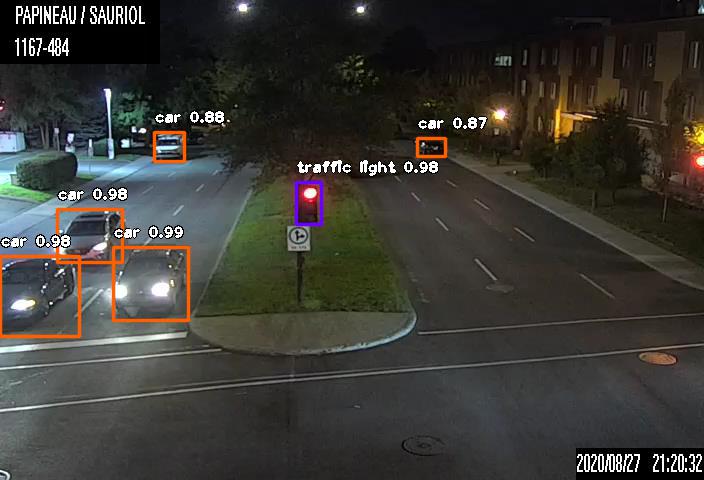 PAPINEAU / SAURIOL
1167-484
car 0.88
car 0.87
traffic light 0.98
car 0.98
car 0.98
car 0.99
2020/08/27 21:20:32